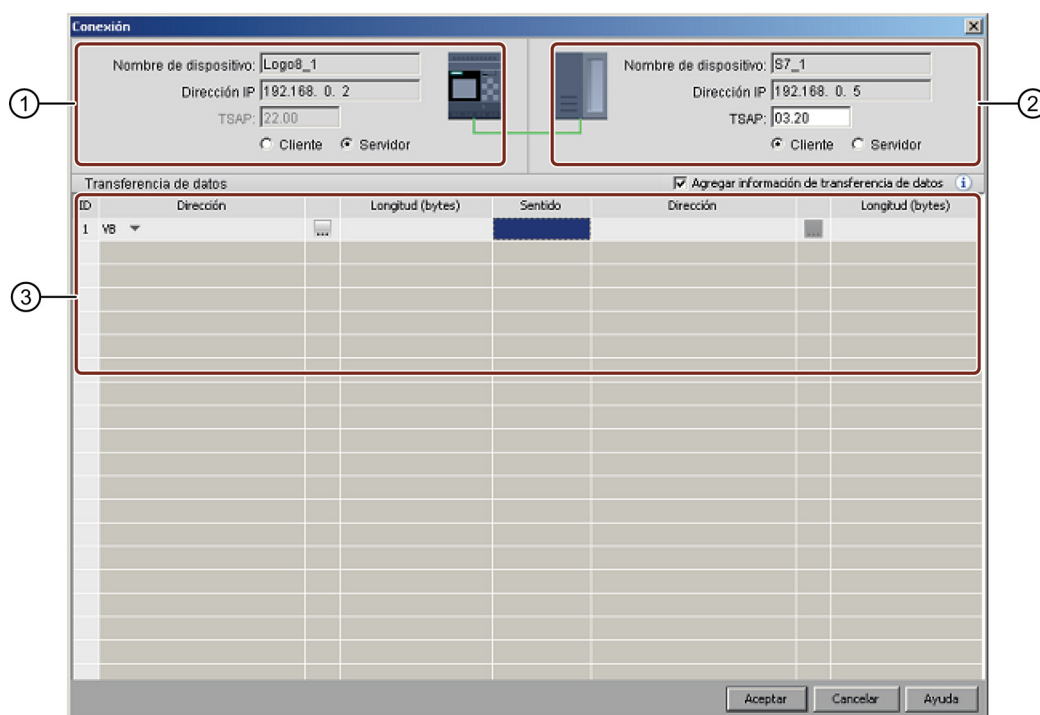 Conexión
Nombre de dispositivo: Logo8_1
Dirección IP 192.168. 0. 2
TSAP: 22.00
Cliente Servidor
1
Nombre de dispositivo: S7_1
Dirección IP 192.168. 0. 5
TSAP: 03.20
Cliente Servidor
2
Transferencia de datos Agregar información de transferencia de datos i
ID Dirección Longitud (bytes) Sentido Dirección Longitud (bytes)
1 VB ... ...
3
Aceptar Cancelar Ayuda